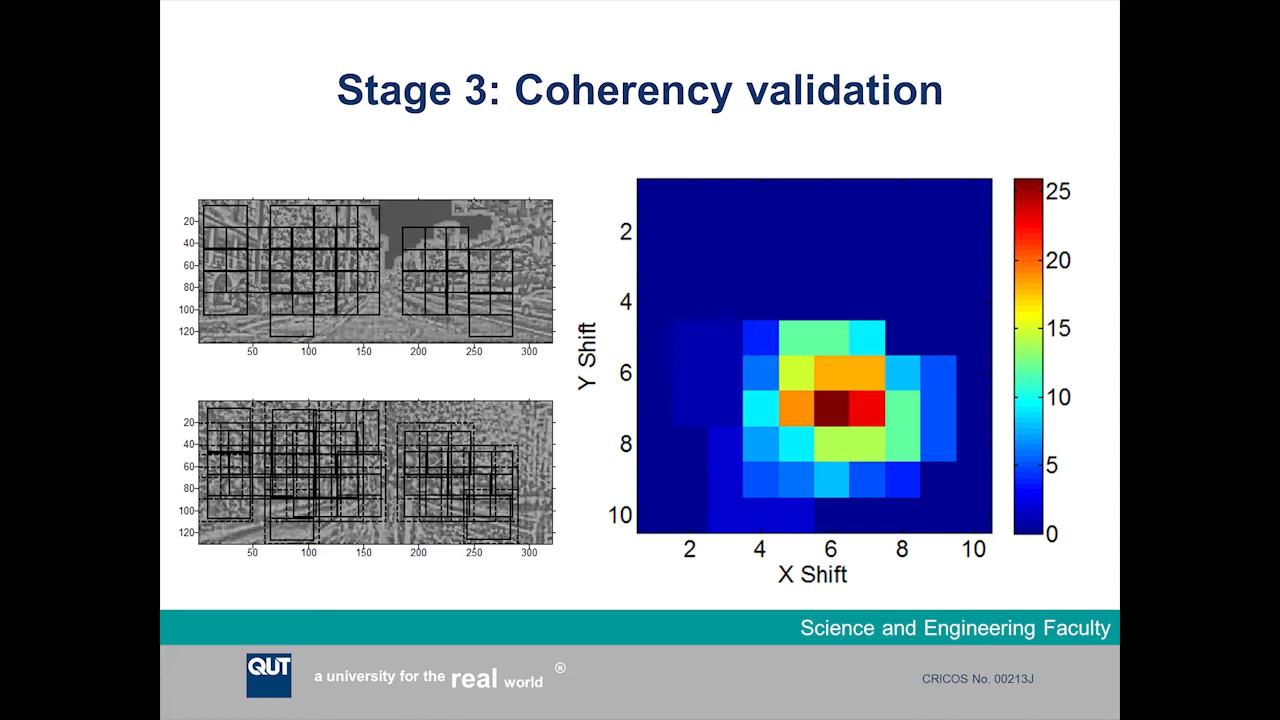 Stage 3: Coherency validation
20
40
60
80
100
120
50 100 150 200 250 300
20
40
60
80
100
120
50 100 150 200 250 300
Y Shift
2
4
6
8
10
2 4 6 8 10
X Shift
25
20
15
10
5
0
Science and Engineering Faculty
QUT
a university for the real world ®
CRICOS No. 00213J